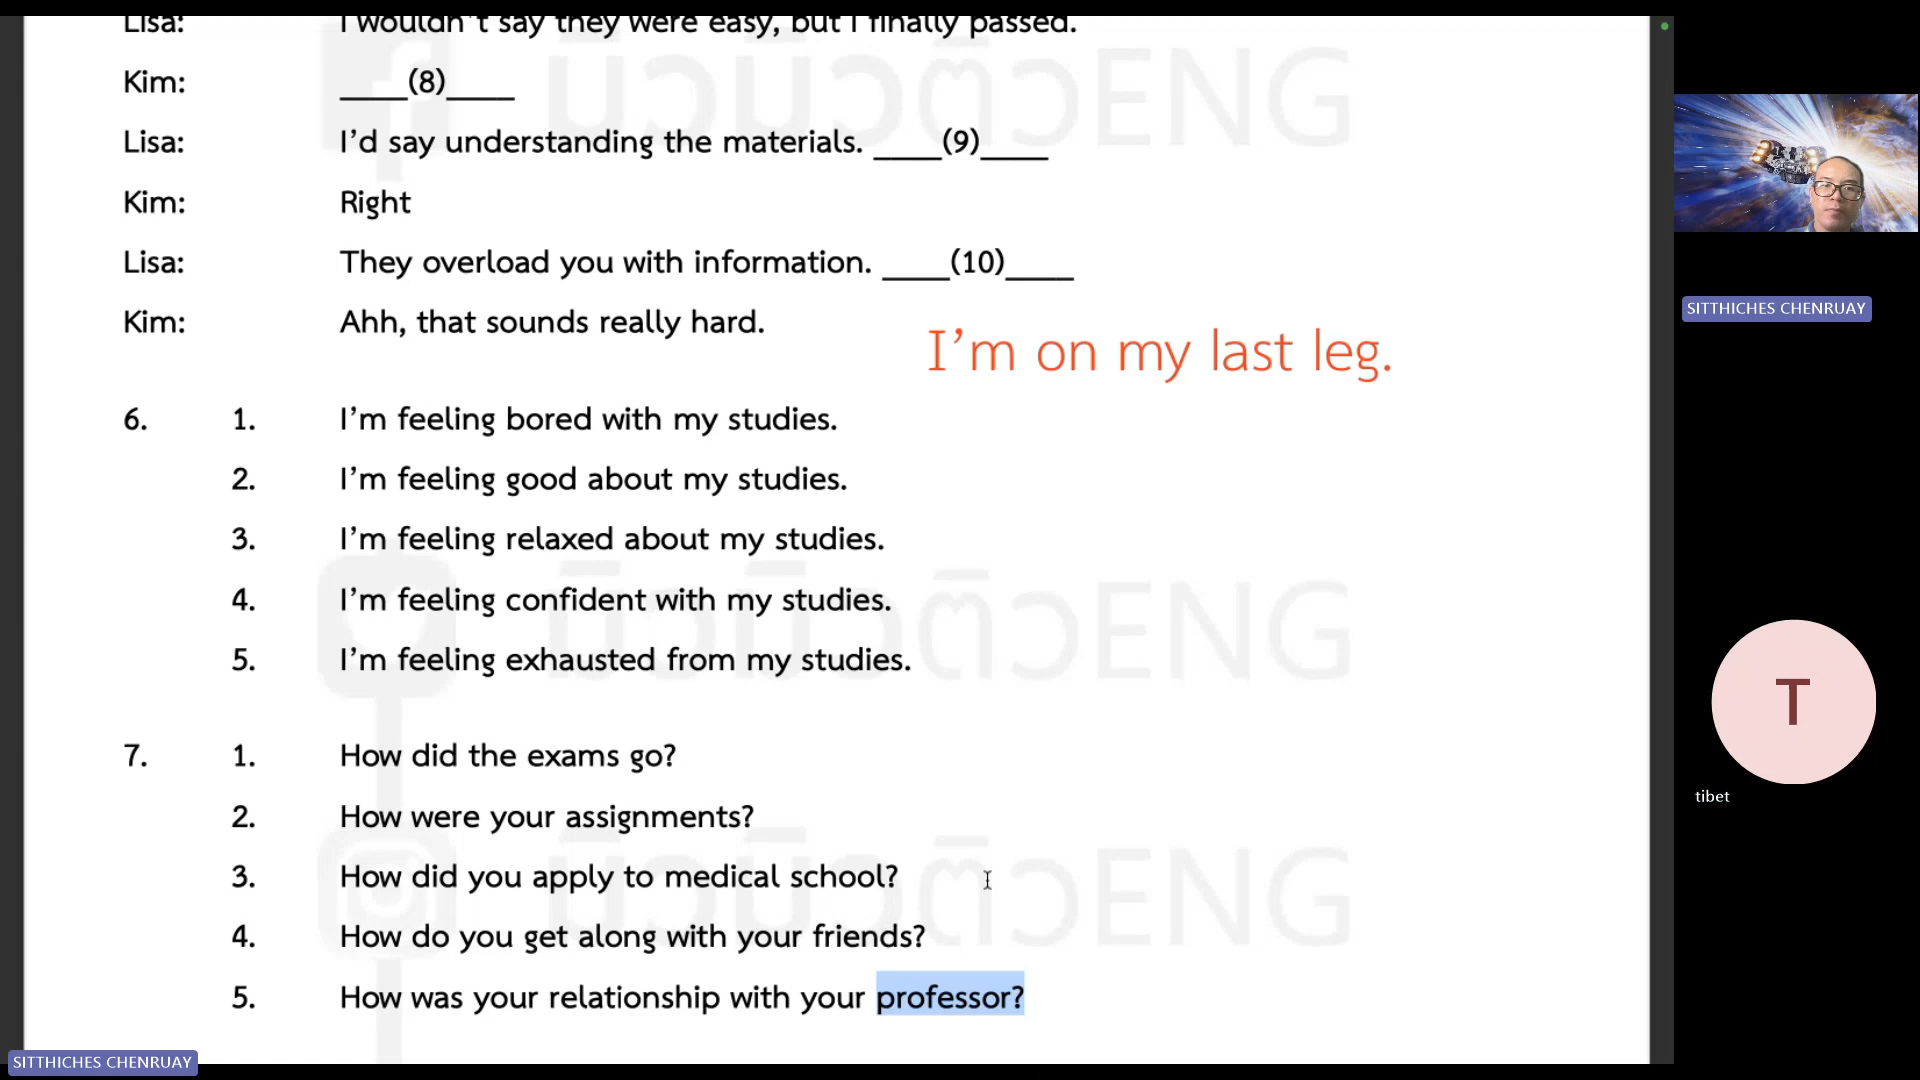 Lisa: I wouldn't say they were easy, but I finally passed.
Kim: ____(8)____
Lisa: I'd say understanding the materials. ____(9)____
Kim: Right
Lisa: They overload you with information. ____(10)____
Kim: Ahh, that sounds really hard.
I'm on my last leg.
6. 1. I'm feeling bored with my studies.
2. I'm feeling good about my studies.
3. I'm feeling relaxed about my studies.
4. I'm feeling confident with my studies.
5. I'm feeling exhausted from my studies.
7. 1. How did the exams go?
2. How were your assignments?
3. How did you apply to medical school?
4. How do you get along with your friends?
5. How was your relationship with your professor?
SITTHICHES CHENRUAY
T
tibet
SITTHICHES CHENRUAY